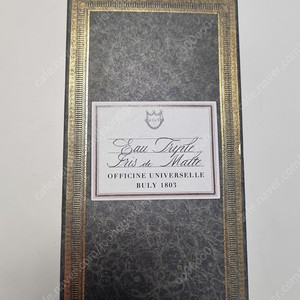 Eau Triple
Iris de Malte
OFFICINE UNIVERSELLE
BULY 1803